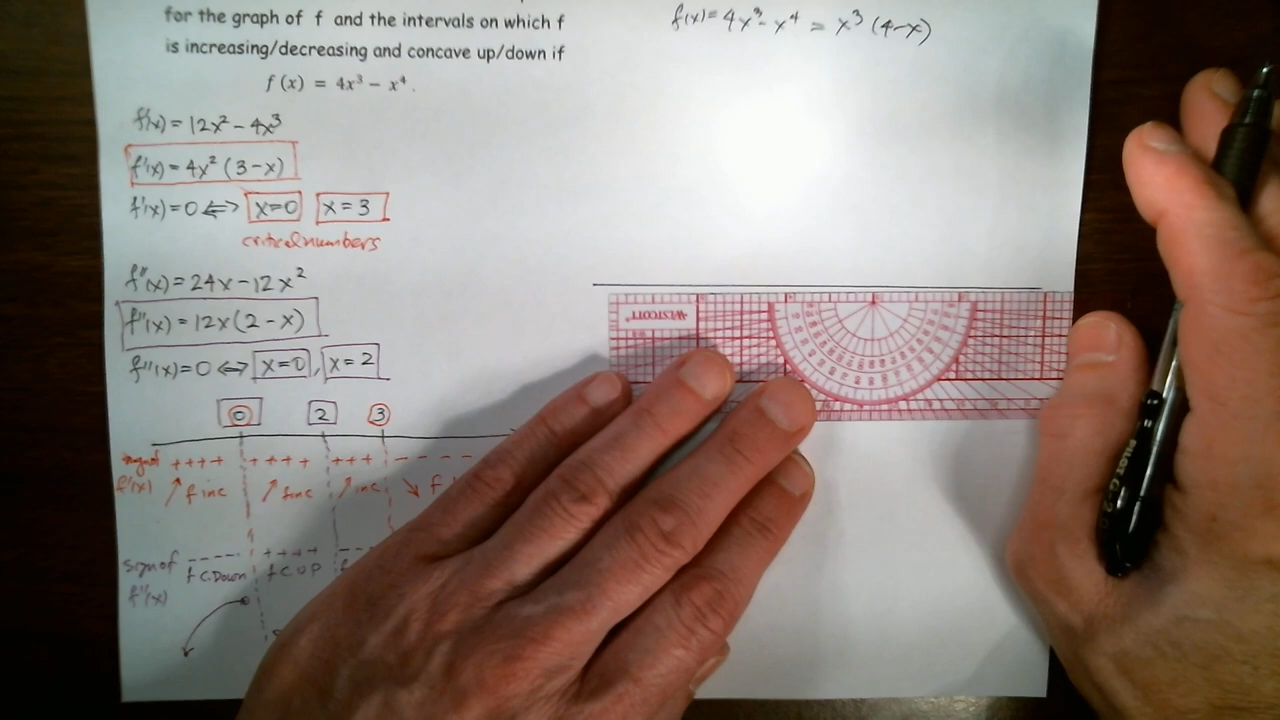 for the graph of f and the intervals on which f
is increasing/decreasing and concave up/down if
f (x) = 4x³ − x⁴ .
f'(x) = 12x² − 4x³
f'(x) = 4x² (3−x)
f'(x)=0 ⟺ x=0 x=3
critical numbers
f''(x) = 24x−12x²
f''(x) = 12x(2−x)
f''(x)=0 ⟺ x=0, x=2
0 2 3
sign of f'(x) ++++ ++++ +++ − − − −
↗ f inc ↗ f inc ↗ inc ↘ f
sign of f''(x) − − − − − ++++ − −
f C.Down f C UP f
f(x)= 4x³−x⁴ = x³ (4−x)
WESTCOTT
PILOT G-2